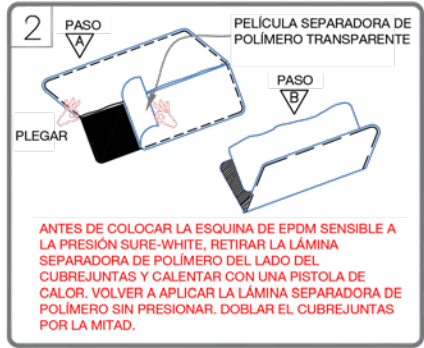 2
PASO
A
PELÍCULA SEPARADORA DE
POLÍMERO TRANSPARENTE
PASO
B
PLEGAR
ANTES DE COLOCAR LA ESQUINA DE EPDM SENSIBLE A
LA PRESIÓN SURE-WHITE, RETIRAR LA LÁMINA
SEPARADORA DE POLÍMERO DEL LADO DEL
CUBREJUNTAS Y CALENTAR CON UNA PISTOLA DE
CALOR. VOLVER A APLICAR LA LÁMINA SEPARADORA DE
POLÍMERO SIN PRESIONAR. DOBLAR EL CUBREJUNTAS
POR LA MITAD.